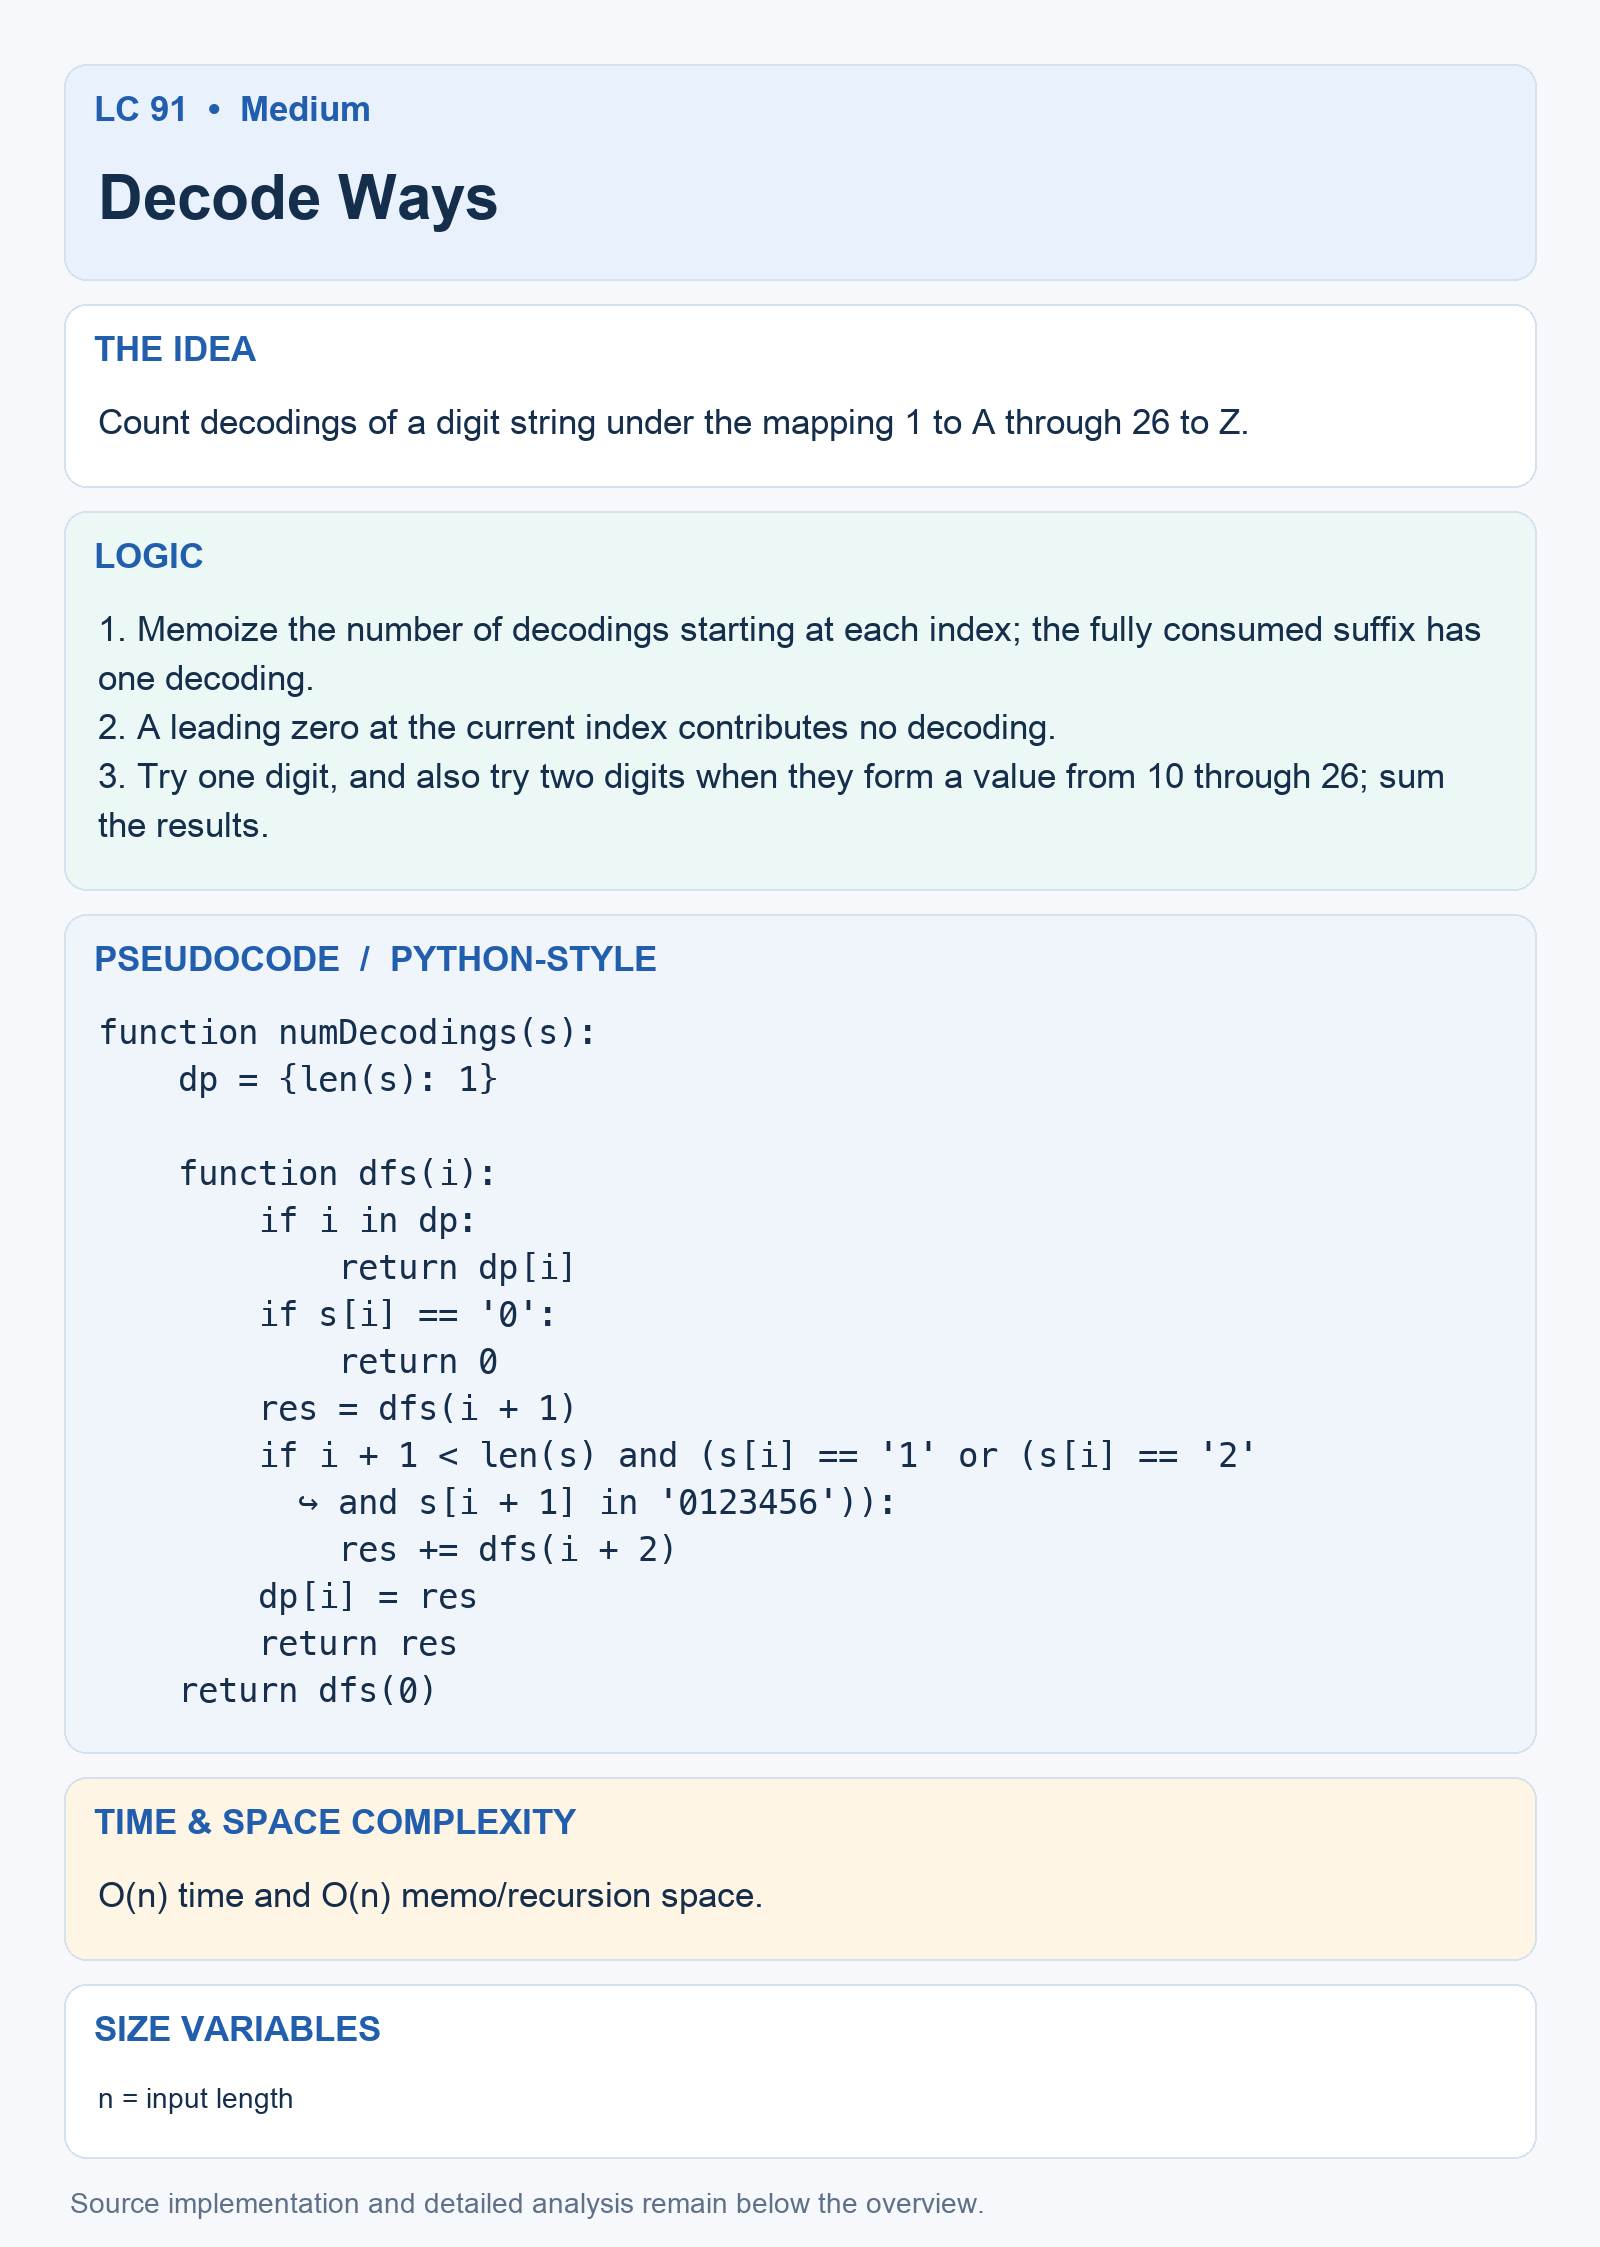 LC 91 • Medium
Decode Ways
THE IDEA
Count decodings of a digit string under the mapping 1 to A through 26 to Z.
LOGIC
1. Memoize the number of decodings starting at each index; the fully consumed suffix has
one decoding.
2. A leading zero at the current index contributes no decoding.
3. Try one digit, and also try two digits when they form a value from 10 through 26; sum
the results.
PSEUDOCODE / PYTHON-STYLE
function numDecodings(s):
    dp = {len(s): 1}
    function dfs(i):
        if i in dp:
            return dp[i]
        if s[i] == '0':
            return 0
        res = dfs(i + 1)
        if i + 1 < len(s) and (s[i] == '1' or (s[i] == '2'
          ↪ and s[i + 1] in '0123456')):
            res += dfs(i + 2)
        dp[i] = res
        return res
    return dfs(0)
TIME & SPACE COMPLEXITY
O(n) time and O(n) memo/recursion space.
SIZE VARIABLES
n = input length
Source implementation and detailed analysis remain below the overview.